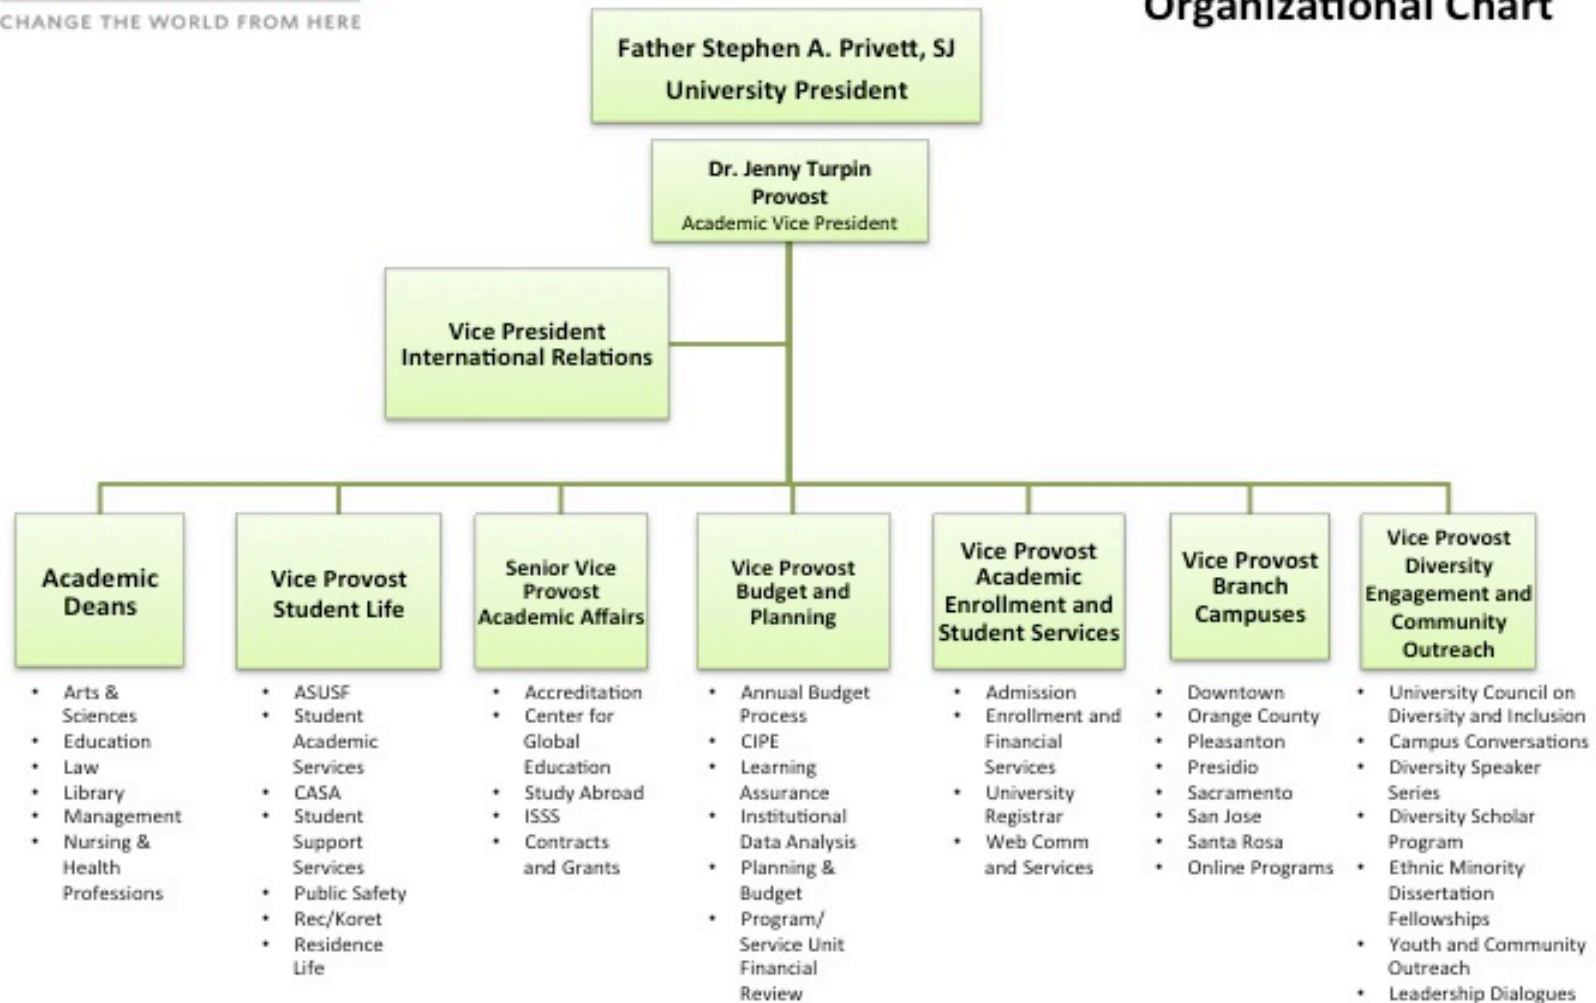 CHANGE THE WORLD FROM HERE
Organizational Chart
Father Stephen A. Privett, SJ
University President
Dr. Jenny Turpin
Provost
Academic Vice President
Vice President
International Relations
Academic
Deans
• Arts &
Sciences
• Education
• Law
• Library
• Management
• Nursing &
Health
Professions
Vice Provost
Student Life
• ASUSF
• Student
Academic
Services
• CASA
• Student
Support
Services
• Public Safety
• Rec/Koret
• Residence
Life
Senior Vice
Provost
Academic Affairs
• Accreditation
• Center for
Global
Education
• Study Abroad
• ISSS
• Contracts
and Grants
Vice Provost
Budget and
Planning
• Annual Budget
Process
• CIPE
• Learning
Assurance
• Institutional
Data Analysis
• Planning &
Budget
• Program/
Service Unit
Financial
Review
Vice Provost
Academic
Enrollment and
Student Services
• Admission
• Enrollment and
Financial
Services
• University
Registrar
• Web Comm
and Services
Vice Provost
Branch
Campuses
• Downtown
• Orange County
• Pleasanton
• Presidio
• Sacramento
• San Jose
• Santa Rosa
• Online Programs
Vice Provost
Diversity
Engagement and
Community
Outreach
• University Council on
Diversity and Inclusion
• Campus Conversations
• Diversity Speaker
Series
• Diversity Scholar
Program
• Ethnic Minority
Dissertation
Fellowships
• Youth and Community
Outreach
• Leadership Dialogues